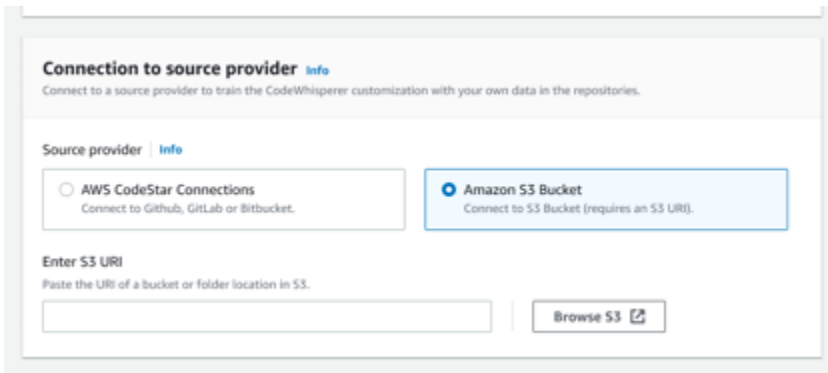 Connection to source provider Info
Connect to a source provider to train the CodeWhisperer customization with your own data in the repositories.
Source provider Info
AWS CodeStar Connections
Connect to Github, GitLab or Bitbucket.
Amazon S3 Bucket
Connect to S3 Bucket (requires an S3 URI).
Enter S3 URI
Paste the URI of a bucket or folder location in S3.
Browse S3